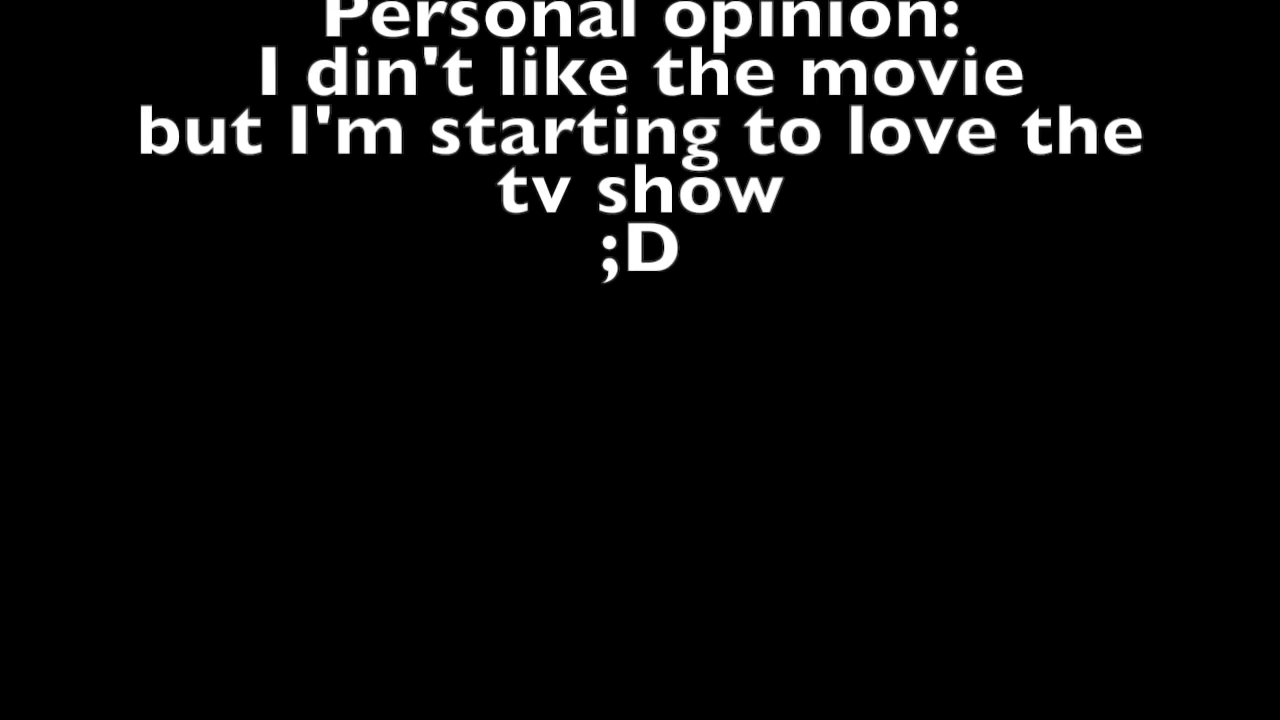 Personal opinion:
I din't like the movie
but I'm starting to love the
tv show
;D